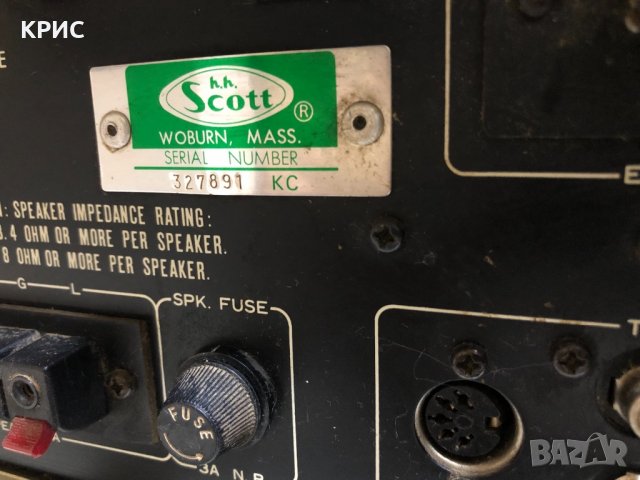 КРИС
E
h.h.
Scott
®
WOBURN, MASS.
SERIAL NUMBER
327891 KC
: SPEAKER IMPEDANCE RATING:
4 OHM OR MORE PER SPEAKER.
8 OHM OR MORE PER SPEAKER.
E
G L
SPK. FUSE
T
FUSE
A
3A N.B
BAZAR